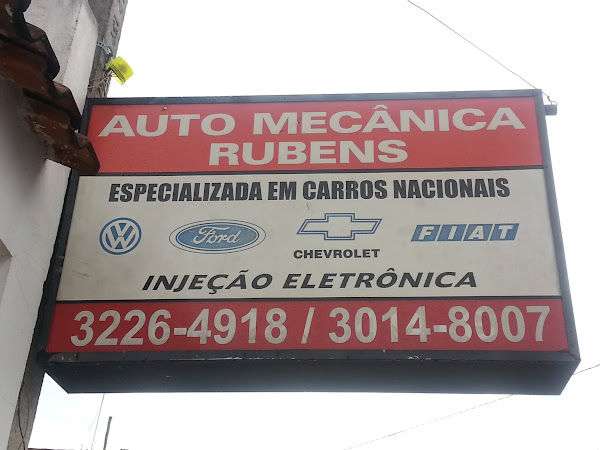 AUTO MECÂNICA
RUBENS
ESPECIALIZADA EM CARROS NACIONAIS
VW Ford CHEVROLET FIAT
INJEÇÃO ELETRÔNICA
3226-4918 / 3014-8007